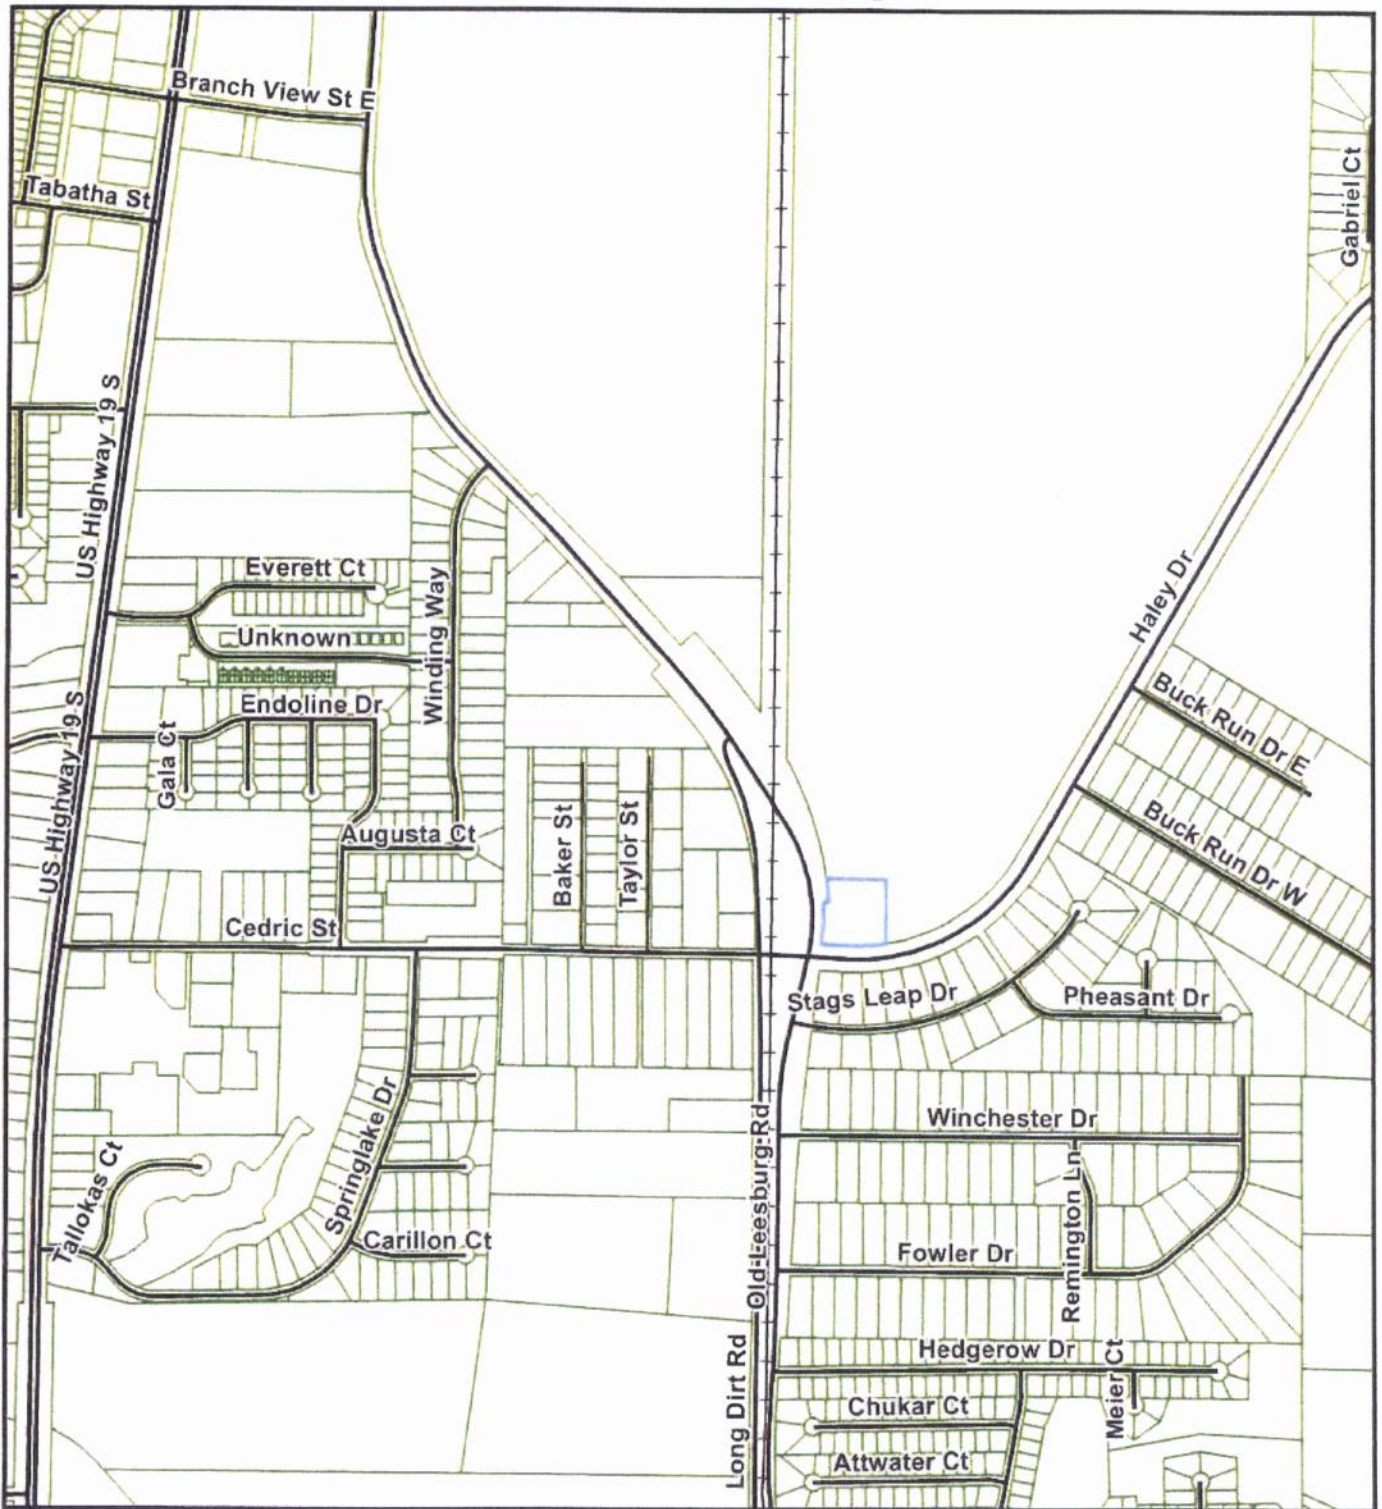 Branch View St E
Tabatha St
Gabriel Ct
US Highway 19 S
Everett Ct
Winding Way
Unknown
Haley Dr
Endoline Dr
Gala Ct
US Highway 19 S
Buck Run Dr E
Augusta Ct
Baker St
Taylor St
Buck Run Dr W
Cedric St
Stags Leap Dr
Pheasant Dr
Springlake Dr
Winchester Dr
Tallokas Ct
Old Leesburg Rd
Remington Ln
Carillon Ct
Fowler Dr
Long Dirt Rd
Hedgerow Dr
Meier Ct
Chukar Ct
Attwater Ct